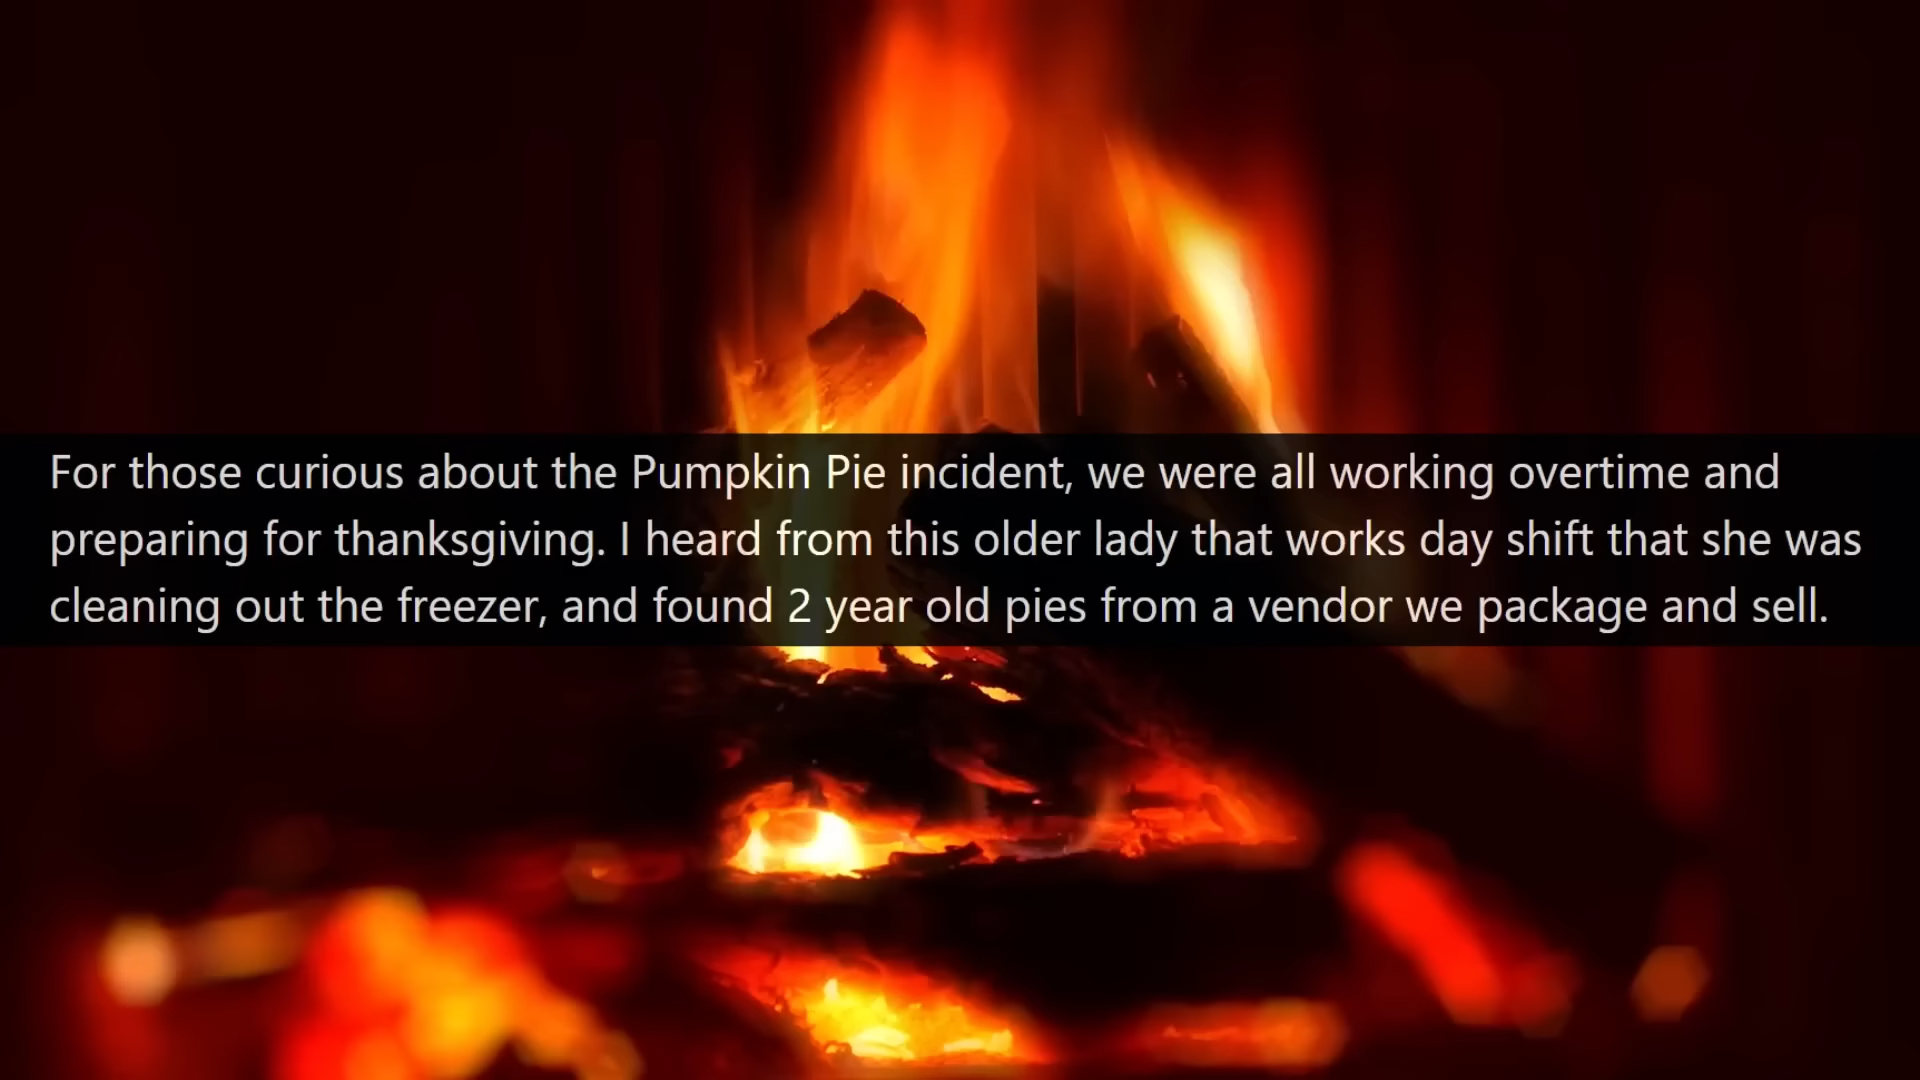 For those curious about the Pumpkin Pie incident, we were all working overtime and
preparing for thanksgiving. I heard from this older lady that works day shift that she was
cleaning out the freezer, and found 2 year old pies from a vendor we package and sell.